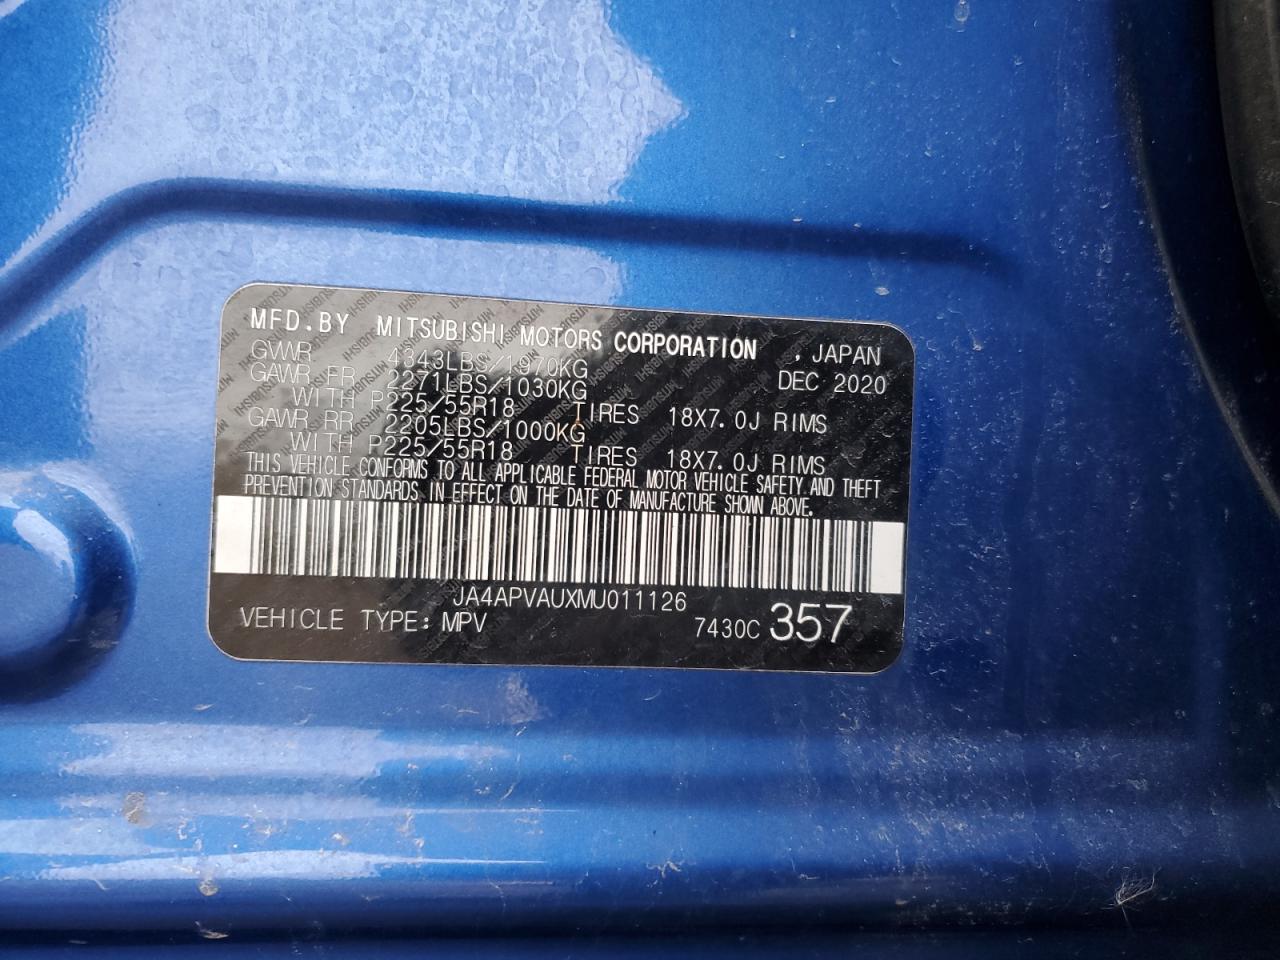 MFD. BY MITSUBISHI MOTORS CORPORATION , JAPAN
GVWR 4343LBS/1970KG DEC 2020
GAWR FR 2271LBS/1030KG
WITH P225/55R18 TIRES 18X7.0J RIMS
GAWR RR 2205LBS/1000KG
WITH P225/55R18 TIRES 18X7.0J RIMS
THIS VEHICLE CONFORMS TO ALL APPLICABLE FEDERAL MOTOR VEHICLE SAFETY AND THEFT
PREVENTION STANDARDS IN EFFECT ON THE DATE OF MANUFACTURE SHOWN ABOVE.
JA4APVAUXMU011126
VEHICLE TYPE: MPV 7430C 357